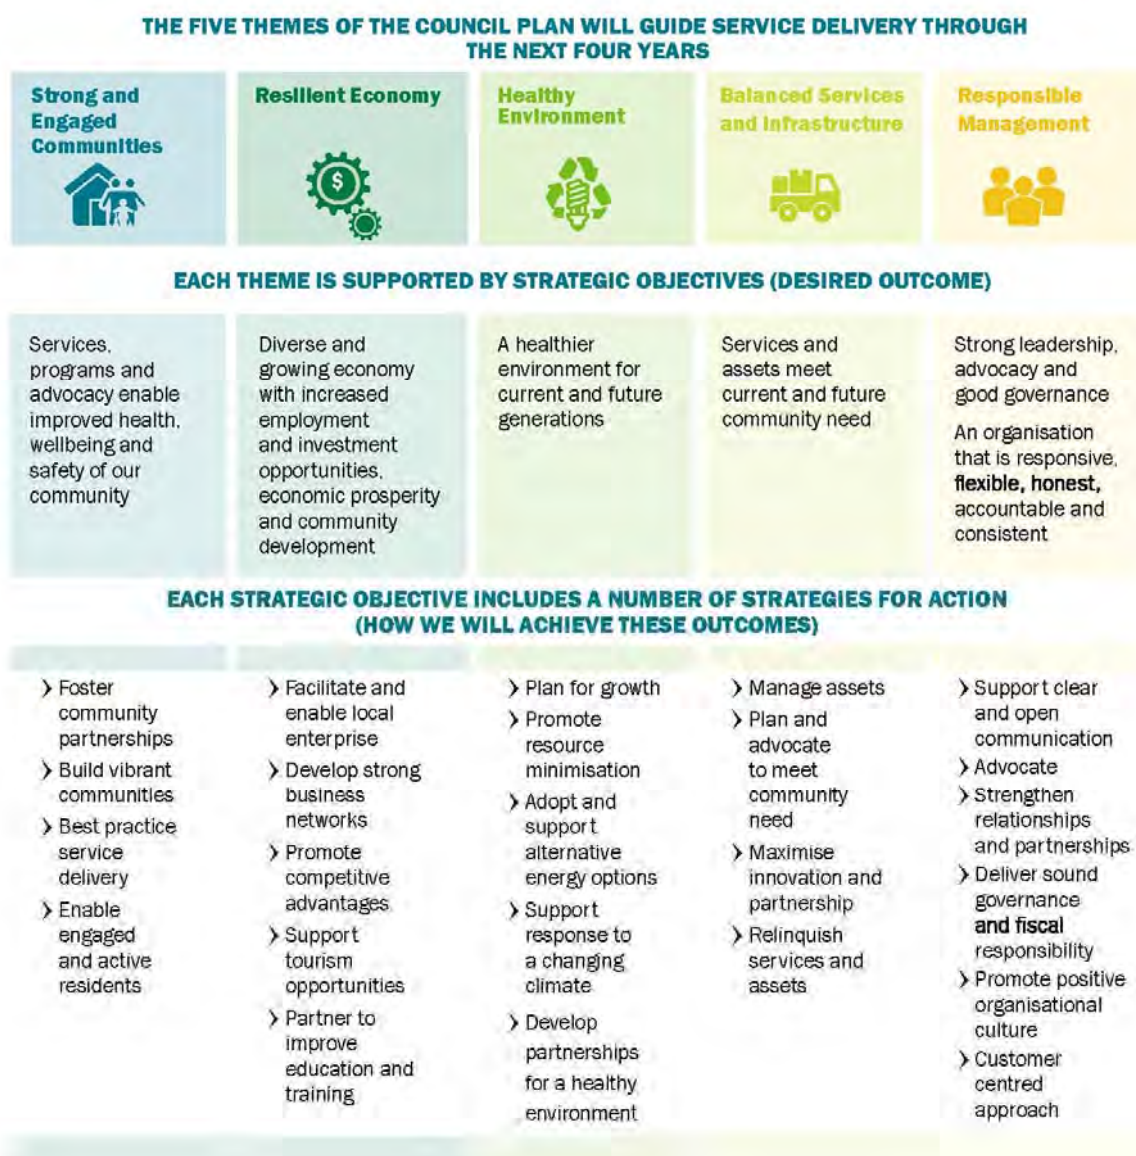 THE FIVE THEMES OF THE COUNCIL PLAN WILL GUIDE SERVICE DELIVERY THROUGH
THE NEXT FOUR YEARS
Strong and
Engaged
Communities
Resilient Economy
$
Healthy
Environment
Balanced Services
and Infrastructure
Responsible
Management
EACH THEME IS SUPPORTED BY STRATEGIC OBJECTIVES (DESIRED OUTCOME)
Services,
programs and
advocacy enable
improved health,
wellbeing and
safety of our
community
Diverse and
growing economy
with increased
employment
and investment
opportunities,
economic prosperity
and community
development
A healthier
environment for
current and future
generations
Services and
assets meet
current and future
community need
Strong leadership,
advocacy and
good governance
An organisation
that is responsive,
flexible, honest,
accountable and
consistent
EACH STRATEGIC OBJECTIVE INCLUDES A NUMBER OF STRATEGIES FOR ACTION
(HOW WE WILL ACHIEVE THESE OUTCOMES)
› Foster
community
partnerships
› Build vibrant
communities
› Best practice
service
delivery
› Enable
engaged
and active
residents
› Facilitate and
enable local
enterprise
› Develop strong
business
networks
› Promote
competitive
advantages
› Support
tourism
opportunities
› Partner to
improve
education and
training
› Plan for growth
› Promote
resource
minimisation
› Adopt and
support
alternative
energy options
› Support
response to
a changing
climate
› Develop
partnerships
for a healthy
environment
› Manage assets
› Plan and
advocate
to meet
community
need
› Maximise
innovation and
partnership
› Relinquish
services and
assets
› Support clear
and open
communication
› Advocate
› Strengthen
relationships
and partnerships
› Deliver sound
governance
and fiscal
responsibility
› Promote positive
organisational
culture
› Customer
centred
approach